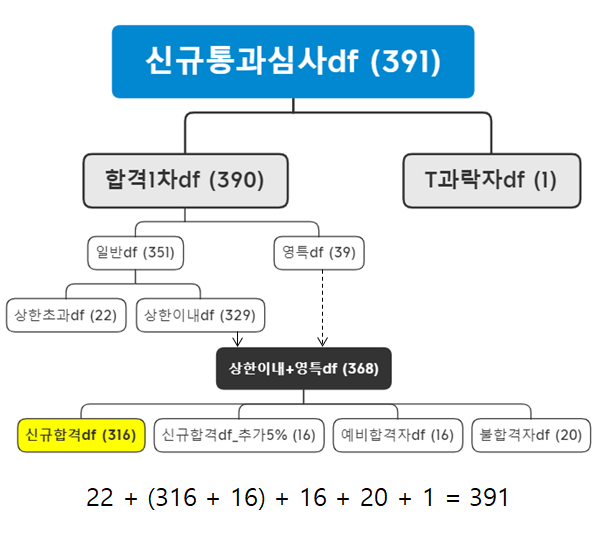 신규통과심사df (391)
합격1차df (390)
T과락자df (1)
일반df (351)
영특df (39)
상한초과df (22)
상한이내df (329)
상한이내+영특df (368)
신규합격df (316)
신규합격df_추가5% (16)
예비합격자df (16)
불합격자df (20)
22 + (316 + 16) + 16 + 20 + 1 = 391